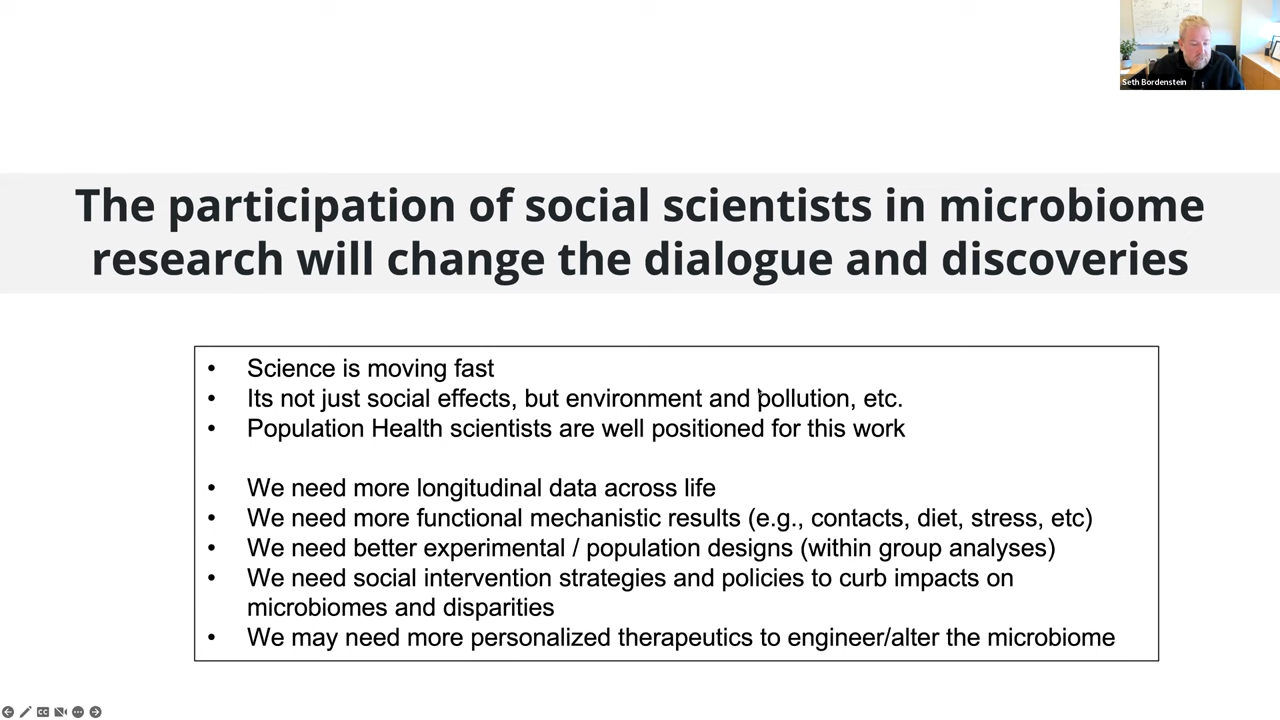 Seth Bordenstein
The participation of social scientists in microbiome
research will change the dialogue and discoveries
• Science is moving fast
• Its not just social effects, but environment and pollution, etc.
• Population Health scientists are well positioned for this work
• We need more longitudinal data across life
• We need more functional mechanistic results (e.g., contacts, diet, stress, etc)
• We need better experimental / population designs (within group analyses)
• We need social intervention strategies and policies to curb impacts on
microbiomes and disparities
• We may need more personalized therapeutics to engineer/alter the microbiome
CC